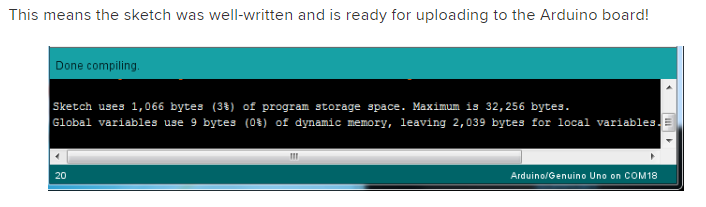 This means the sketch was well-written and is ready for uploading to the Arduino board!
Done compiling.
Sketch uses 1,066 bytes (3%) of program storage space. Maximum is 32,256 bytes.
Global variables use 9 bytes (0%) of dynamic memory, leaving 2,039 bytes for local variables.
20
Arduino/Genuino Uno on COM18